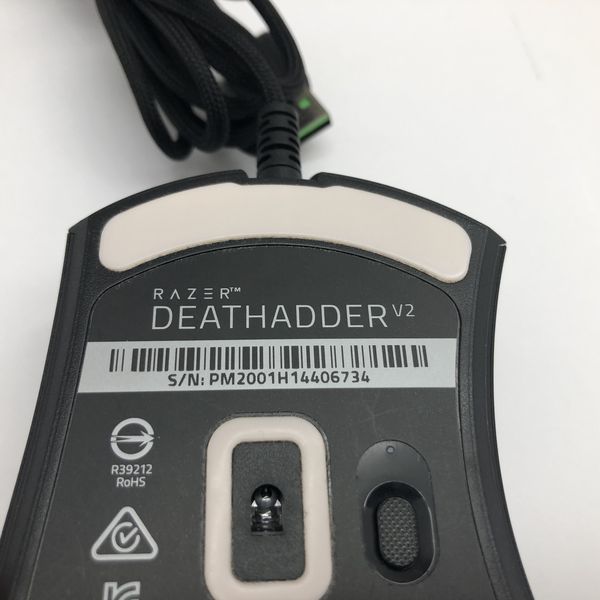 RAZER™
DEATHADDER V2
S/N: PM2001H14406734
R39212
RoHS